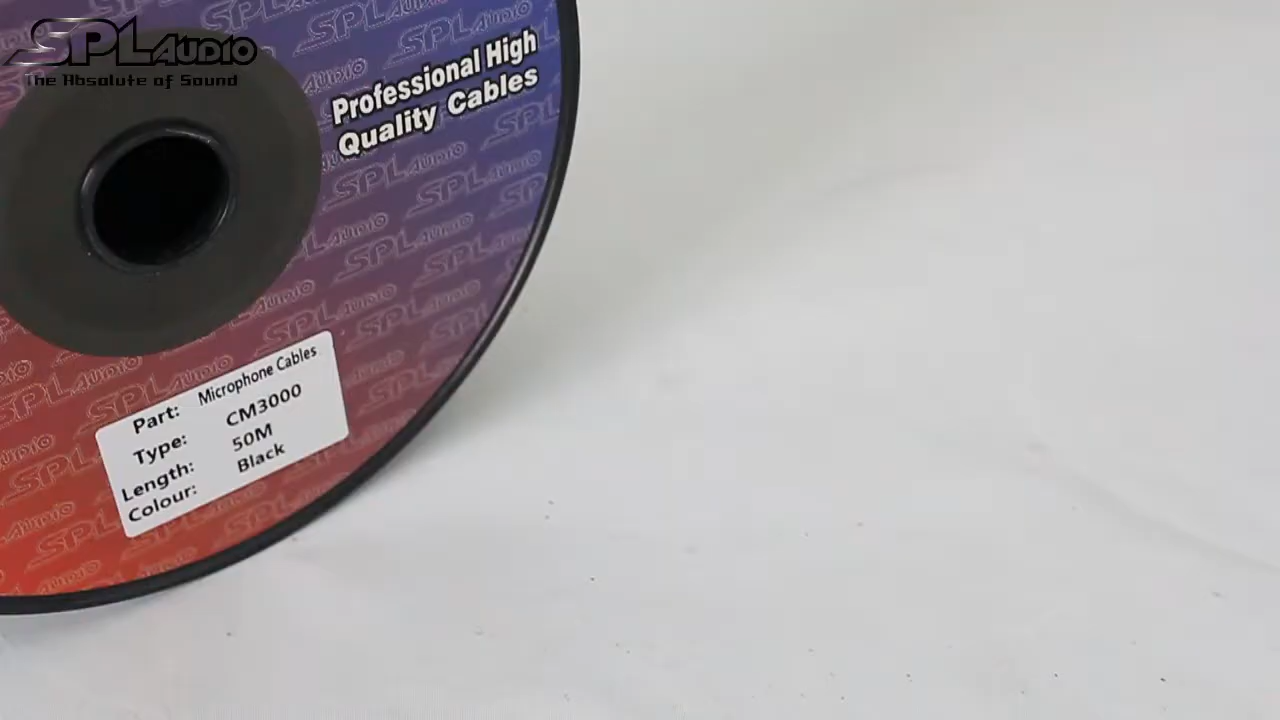 SPL AUDIO
The Absolute of Sound
Professional High
Quality Cables
Part: Microphone Cables
Type: CM3000
Length: 50M
Colour: Black